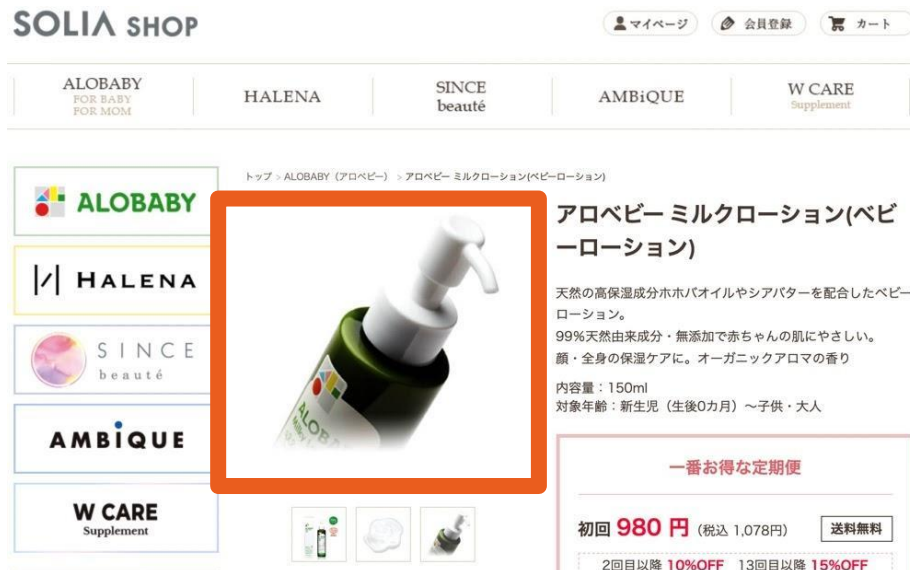 SOLIA SHOP
マイページ
会員登録
カート
ALOBABY
FOR BABY
FOR MOM
HALENA
SINCE
beauté
AMBiQUE
W CARE
Supplement
トップ > ALOBABY（アロベビー） > アロベビー ミルクローション(ベビーローション)
ALOBABY
HALENA
SINCE
beauté
AMBiQUE
W CARE
Supplement
ALOBA
Milky
アロベビー ミルクローション(ベビ
ーローション)
天然の高保湿成分ホホバオイルやシアバターを配合したベビー
ローション。
99%天然由来成分・無添加で赤ちゃんの肌にやさしい。
顔・全身の保湿ケアに。オーガニックアロマの香り
内容量：150ml
対象年齢：新生児（生後0カ月）〜子供・大人
一番お得な定期便
初回 980 円 (税込 1,078円) 送料無料
2回目以降 10%OFF 13回目以降 15%OFF